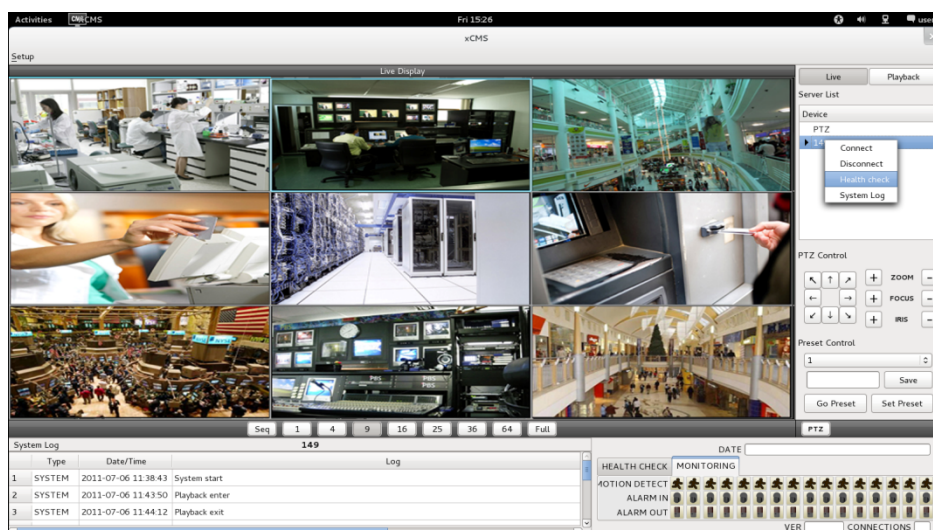 Activities CMS xCMS Fri 15:26 user
xCMS
Setup
Live Display
Live Playback
Server List
Device
PTZ
Connect
Disconnect
Health check
System Log
PTZ Control
+ ZOOM −
+ FOCUS −
+ IRIS −
Preset Control
1
Save
Go Preset Set Preset
PBS PBS
Seq 1 4 9 16 25 36 64 Full PTZ
System Log 149 DATE
Type Date/Time Log
HEALTH CHECK MONITORING
1 SYSTEM 2011-07-06 11:38:43 System start
2 SYSTEM 2011-07-06 11:43:50 Playback enter
3 SYSTEM 2011-07-06 11:44:12 Playback exit
OTION DETECT
ALARM IN
ALARM OUT
VER CONNECTIONS